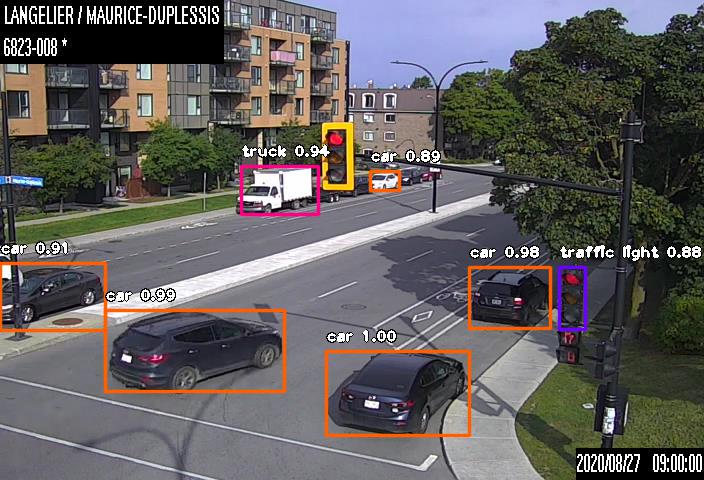 LANGELIER / MAURICE-DUPLESSIS
6823-008 *
truck 0.94
car 0.89
car 0.91
car 0.98
traffic light 0.88
car 0.99
car 1.00
2020/08/27 09:00:00